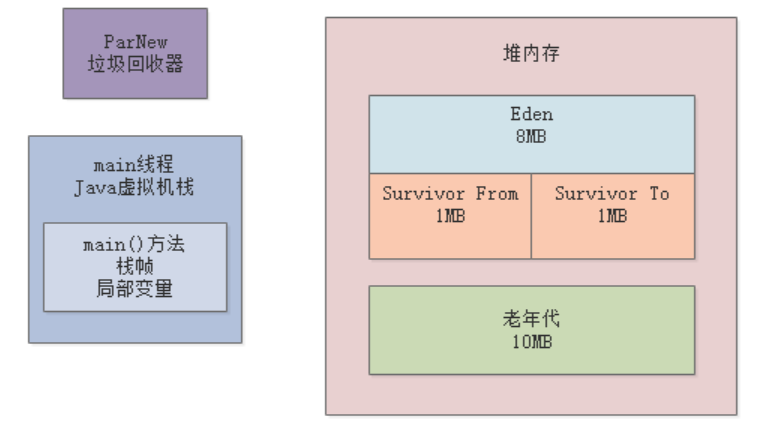 ParNew
垃圾回收器
main线程
Java虚拟机栈
main()方法
栈帧
局部变量
堆内存
Eden
8MB
Survivor From
1MB
Survivor To
1MB
老年代
10MB